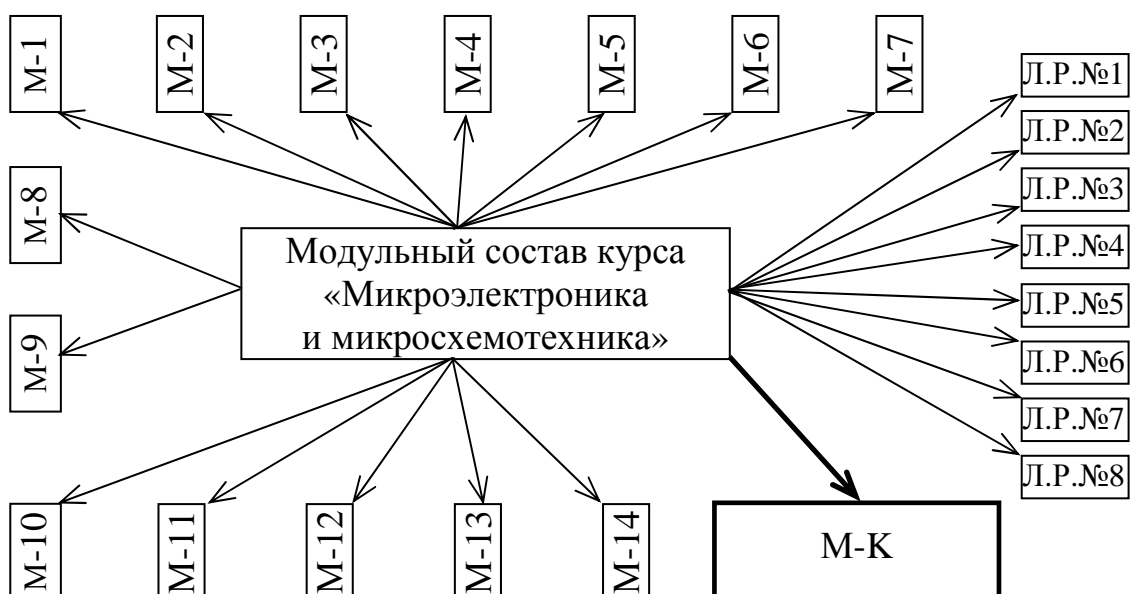 М-1
М-2
М-3
М-4
М-5
М-6
М-7
Л.Р.№1
Л.Р.№2
Л.Р.№3
Л.Р.№4
Л.Р.№5
Л.Р.№6
Л.Р.№7
Л.Р.№8
М-8
М-9
Модульный состав курса
«Микроэлектроника
и микросхемотехника»
М-10
М-11
М-12
М-13
М-14
М-К